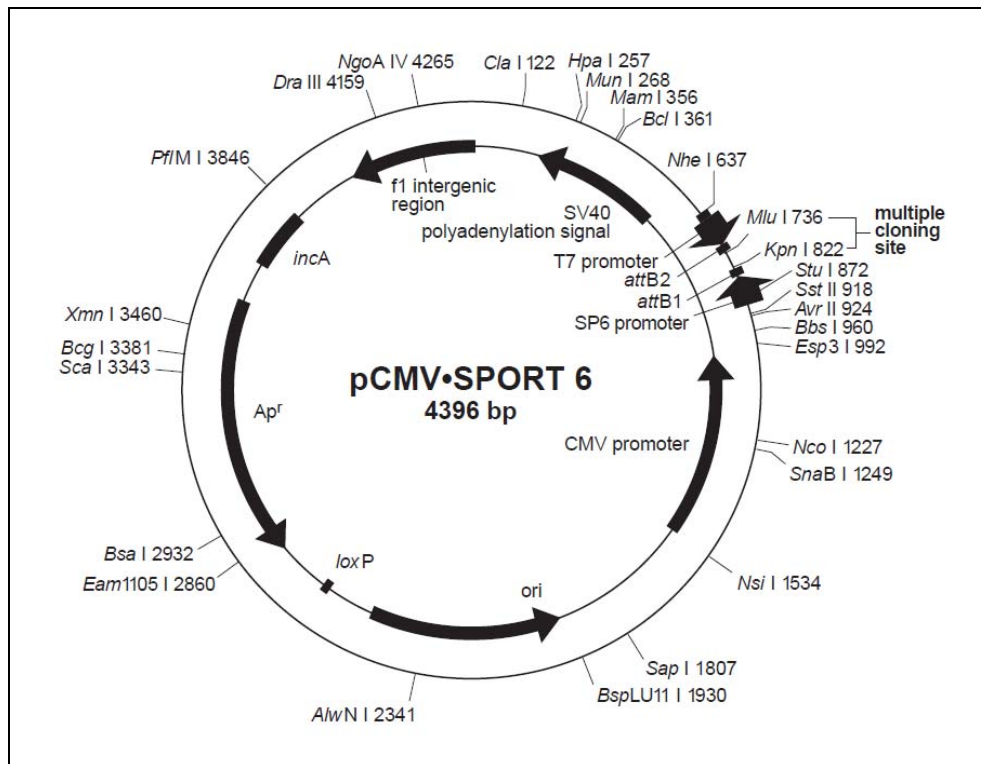 NgoA IV 4265
Cla I 122
Hpa I 257
Mun I 268
Mam I 356
Bcl I 361
Dra III 4159
PflM I 3846
Nhe I 637
f1 intergenic
region
SV40
polyadenylation signal
Mlu I 736
multiple
cloning
site
Kpn I 822
T7 promoter
attB2
attB1
SP6 promoter
Stu I 872
Sst II 918
Avr II 924
Bbs I 960
Esp3 I 992
incA
Xmn I 3460
Bcg I 3381
Sca I 3343
pCMV•SPORT 6
4396 bp
Apr
CMV promoter
Nco I 1227
SnaB I 1249
Bsa I 2932
Eam1105 I 2860
loxP
ori
Nsi I 1534
Sap I 1807
BspLU11 I 1930
AlwN I 2341